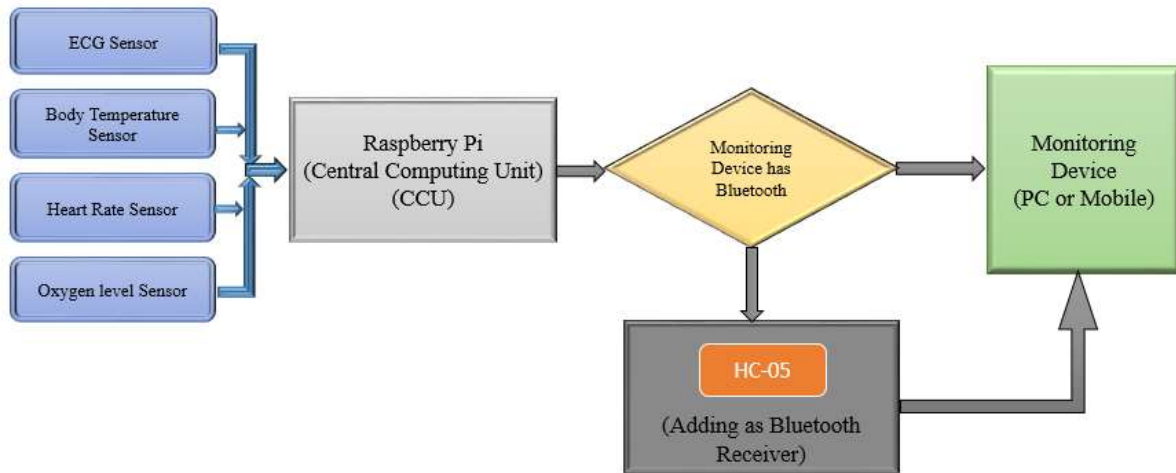 ECG Sensor
Body Temperature
Sensor
Heart Rate Sensor
Oxygen level Sensor
Raspberry Pi
(Central Computing Unit)
(CCU)
Monitoring
Device has
Bluetooth
Monitoring
Device
(PC or Mobile)
HC-05
(Adding as Bluetooth
Receiver)